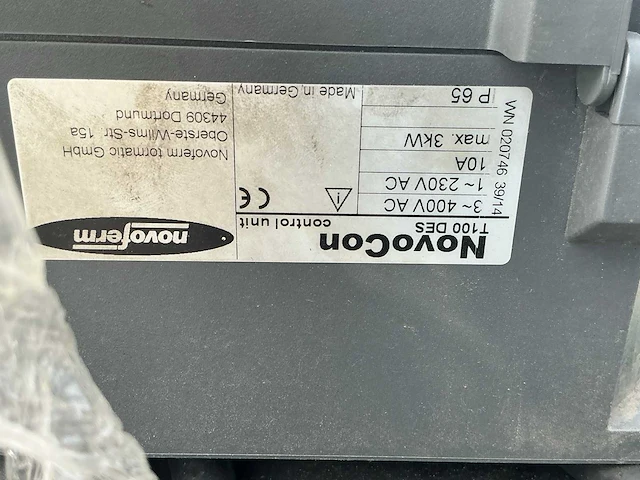 NovoCon
T100 DES
control unit
3~400V AC
1~230V AC
10A
max. 3KW
P 65
WN 020746 39/14
CE
Made in Germany
novoferm
Novoferm tormatic GmbH
Oberste-Wilms-Str. 15a
44309 Dortmund
Germany